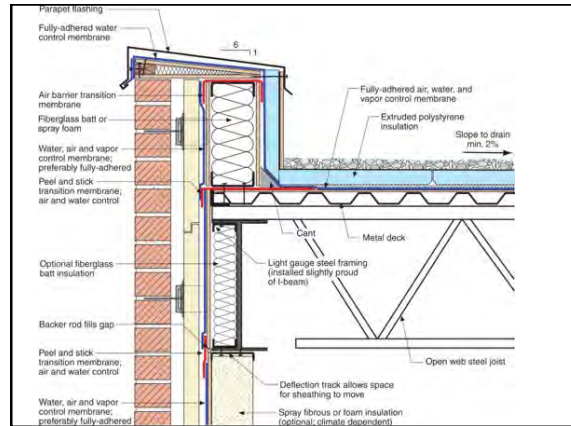 Parapet flashing
Fully-adhered water
control membrane
6
1
Air barrier transition
membrane
Fiberglass batt or
spray foam
Water, air and vapor
control membrane;
preferably fully-adhered
Peel and stick
transition membrane;
air and water control
Optional fiberglass
batt insulation
Backer rod fills gap
Peel and stick
transition membrane;
air and water control
Water, air and vapor
control membrane;
preferably fully-adhered
Fully-adhered air, water, and
vapor control membrane
Extruded polystyrene
insulation
Slope to drain
min. 2%
Cant
Metal deck
Light gauge steel framing
(installed slightly proud
of I-beam)
Open web steel joist
Deflection track allows space
for sheathing to move
Spray fibrous or foam insulation
(optional; climate dependent)